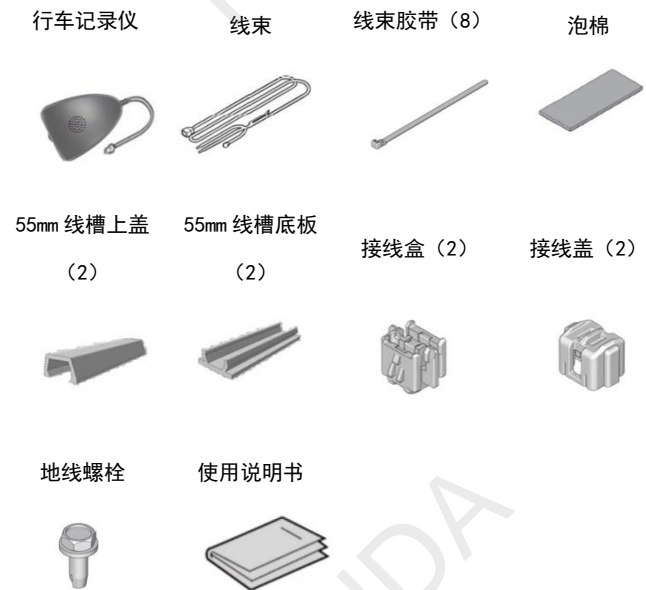 行车记录仪
线束
线束胶带（8）
泡棉
55mm 线槽上盖
（2）
55mm 线槽底板
（2）
接线盒（2）
接线盖（2）
地线螺栓
使用说明书